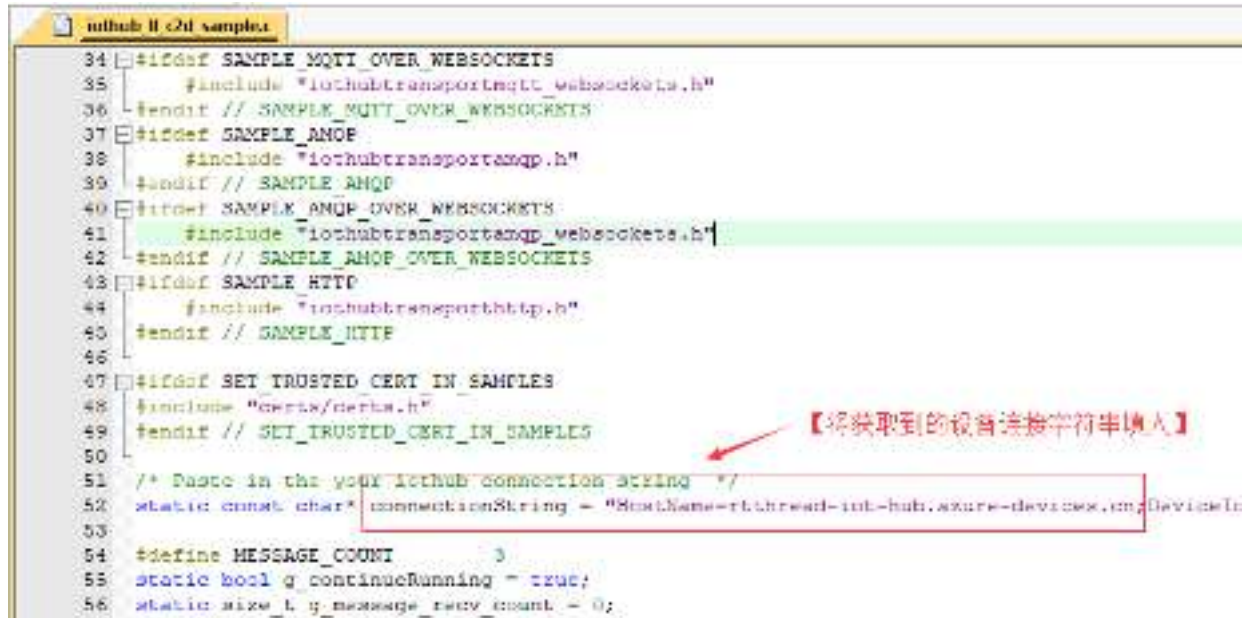 iothub_ll_c2d_sample.c
34 #ifdef SAMPLE_MQTT_OVER_WEBSOCKETS
35 #include "iothubtransportmqtt_websockets.h"
36 #endif // SAMPLE_MQTT_OVER_WEBSOCKETS
37 #ifdef SAMPLE_AMQP
38 #include "iothubtransportamqp.h"
39 #endif // SAMPLE_AMQP
40 #ifdef SAMPLE_AMQP_OVER_WEBSOCKETS
41 #include "iothubtransportamqp_websockets.h"
42 #endif // SAMPLE_AMQP_OVER_WEBSOCKETS
43 #ifdef SAMPLE_HTTP
44 #include "iothubtransporthttp.h"
45 #endif // SAMPLE_HTTP
46
47 #ifdef SET_TRUSTED_CERT_IN_SAMPLES
48 #include "certs/certs.h"
49 #endif // SET_TRUSTED_CERT_IN_SAMPLES
【将获取到的设备连接字符串填入】
50
51 /* Paste in the your iothub connection string */
52 static const char* connectionString = "HostName=rtthread-iot-hub.azure-devices.cn;DeviceId
53
54 #define MESSAGE_COUNT 3
55 static bool g_continueRunning = true;
56 static size_t g_message_recv_count = 0;